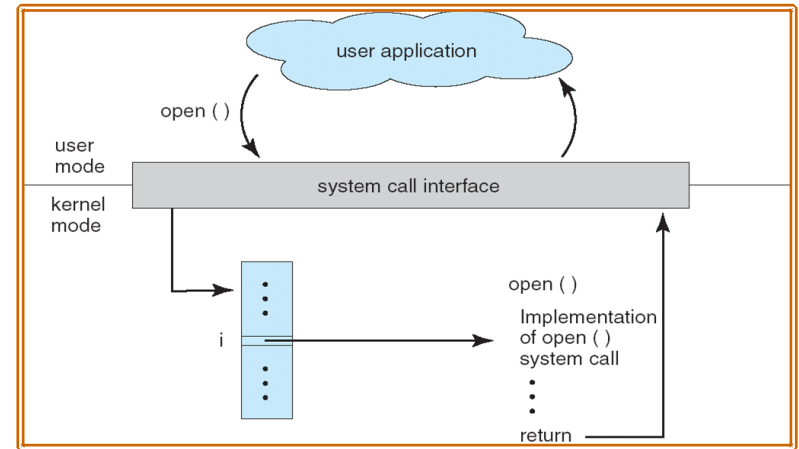 user application
open ( )
user
mode
system call interface
kernel
mode
open ( )
i
Implementation
of open ( )
system call
return